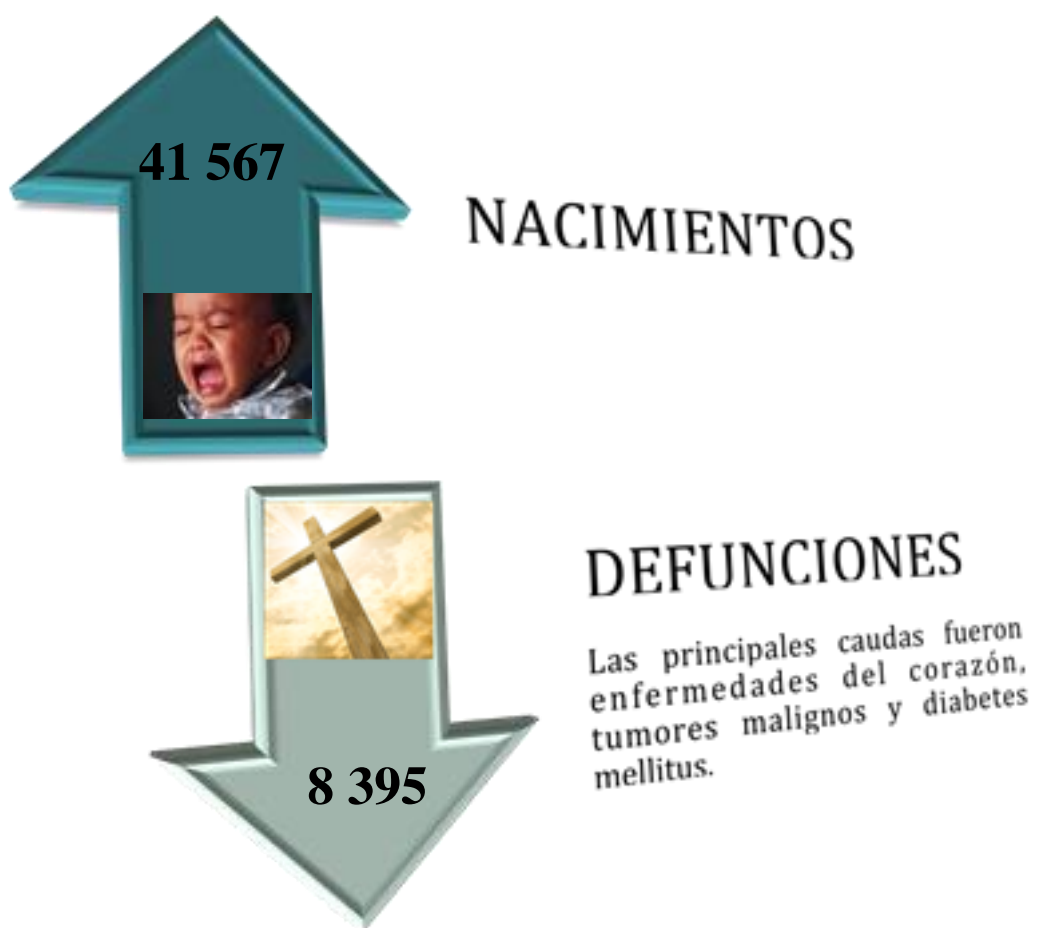 41 567
NACIMIENTOS
DEFUNCIONES
Las principales caudas fueron
enfermedades del corazón,
tumores malignos y diabetes
mellitus.
8 395